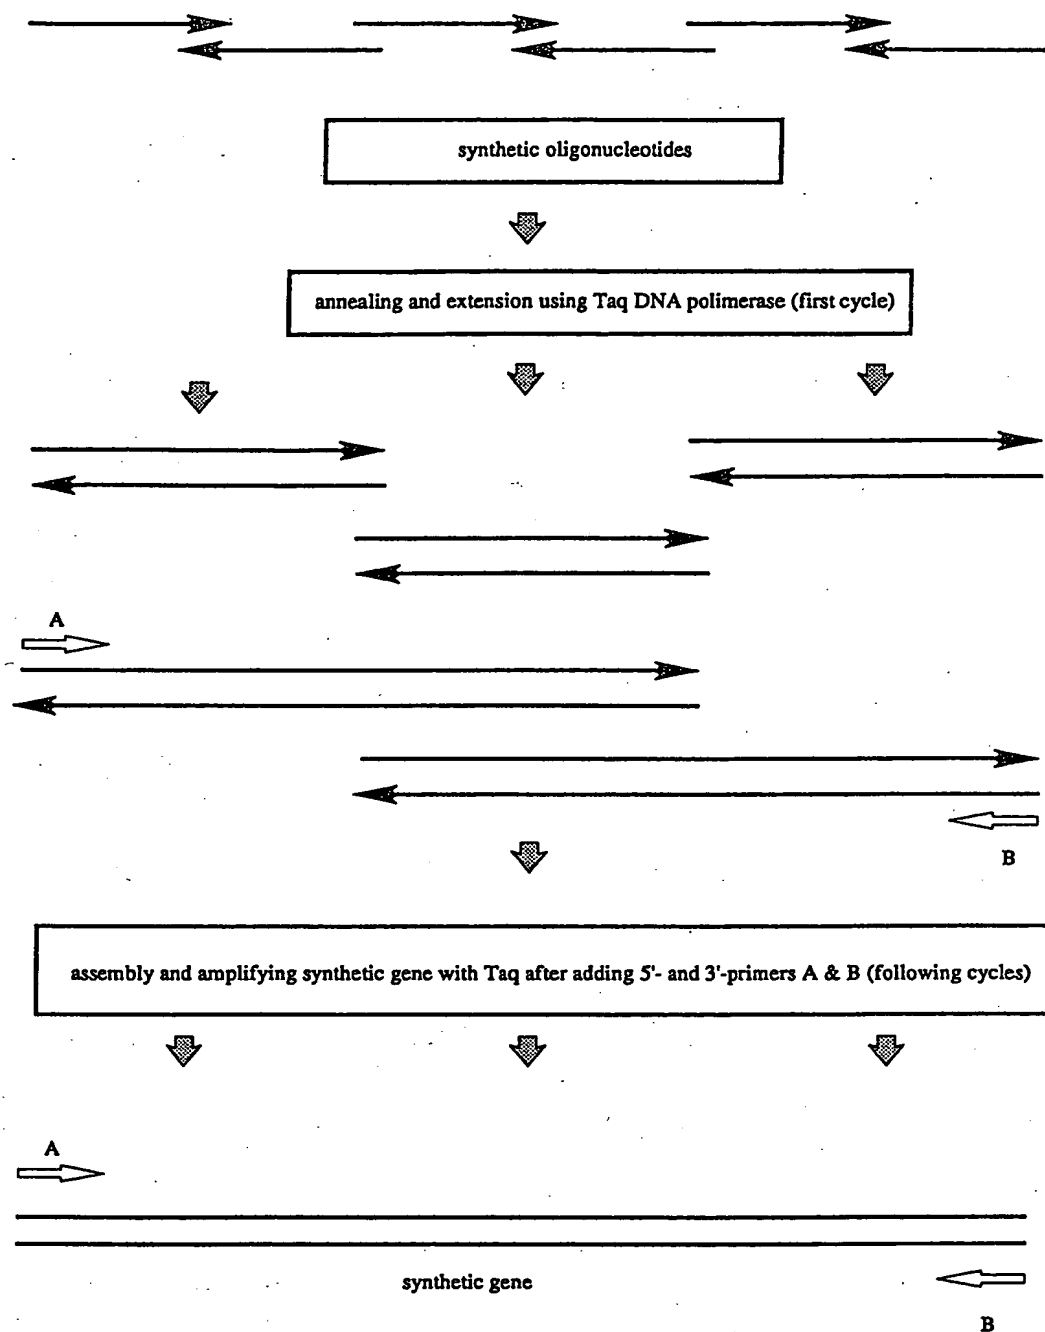 synthetic oligonucleotides
annealing and extension using Taq DNA polimerase (first cycle)
A
B
assembly and amplifying synthetic gene with Taq after adding 5'- and 3'-primers A & B (following cycles)
A
synthetic gene
B